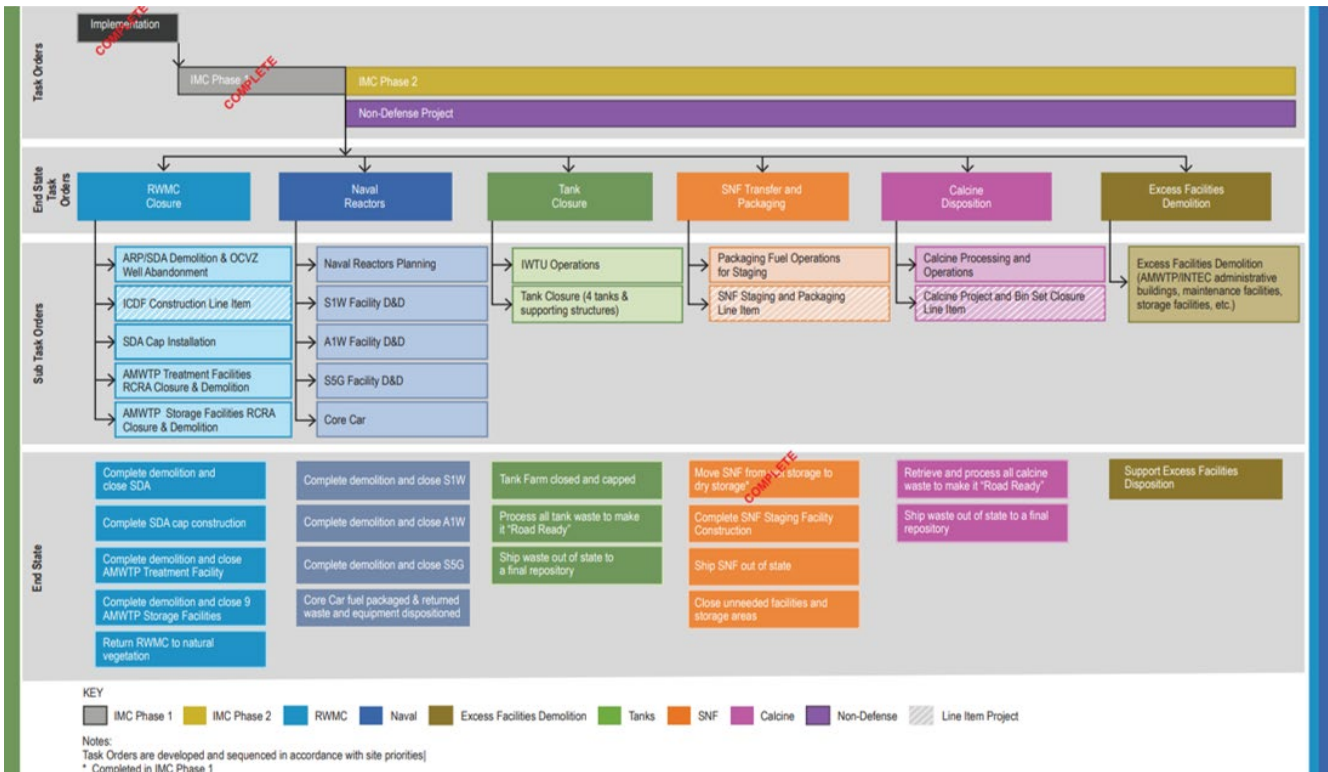 Task Orders
Implementation
COMPLETE
IMC Phase 1
COMPLETE
IMC Phase 2
Non-Defense Project
End State
Task
Orders
RWMC
Closure
Naval
Reactors
Tank
Closure
SNF Transfer and
Packaging
Calcine
Disposition
Excess Facilities
Demolition
Sub Task Orders
ARP/SDA Demolition & OCVZ
Well Abandonment
ICDF Construction Line Item
SDA Cap Installation
AMWTP Treatment Facilities
RCRA Closure & Demolition
AMWTP Storage Facilities RCRA
Closure & Demolition
Naval Reactors Planning
S1W Facility D&D
A1W Facility D&D
S5G Facility D&D
Core Car
IWTU Operations
Tank Closure (4 tanks &
supporting structures)
Packaging Fuel Operations
for Staging
SNF Staging and Packaging
Line Item
Calcine Processing and
Operations
Calcine Project and Bin Set Closure
Line Item
Excess Facilities Demolition
(AMWTP/INTEC administrative
buildings, maintenance facilities,
storage facilities, etc.)
End State
Complete demolition and
close SDA
Complete SDA cap construction
Complete demolition and close
AMWTP Treatment Facility
Complete demolition and close 9
AMWTP Storage Facilities
Return RWMC to natural
vegetation
Complete demolition and close S1W
Complete demolition and close A1W
Complete demolition and close S5G
Core Car fuel packaged & returned
waste and equipment dispositioned
Tank Farm closed and capped
Process all tank waste to make
it "Road Ready"
Ship waste out of state to
a final repository
Move SNF from storage to
dry storage*
COMPLETE
Complete SNF Staging Facility
Construction
Ship SNF out of state
Close unneeded facilities and
storage areas
Retrieve and process all calcine
waste to make it "Road Ready"
Ship waste out of state to a final
repository
Support Excess Facilities
Disposition
KEY
IMC Phase 1 IMC Phase 2 RWMC Naval Excess Facilities Demolition Tanks SNF Calcine Non-Defense Line Item Project
Notes:
Task Orders are developed and sequenced in accordance with site priorities|
* Completed in IMC Phase 1